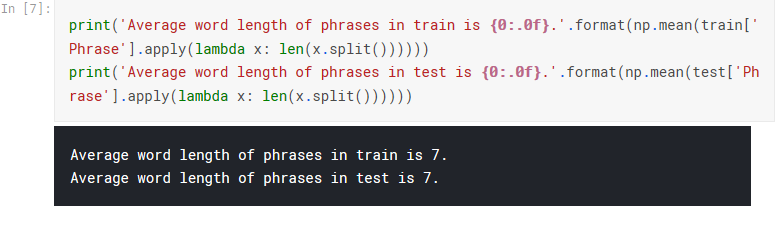 In [7]:
print('Average word length of phrases in train is {0:.0f}.'.format(np.mean(train['
Phrase'].apply(lambda x: len(x.split())))))
print('Average word length of phrases in test is {0:.0f}.'.format(np.mean(test['Ph
rase'].apply(lambda x: len(x.split())))))
Average word length of phrases in train is 7.
Average word length of phrases in test is 7.